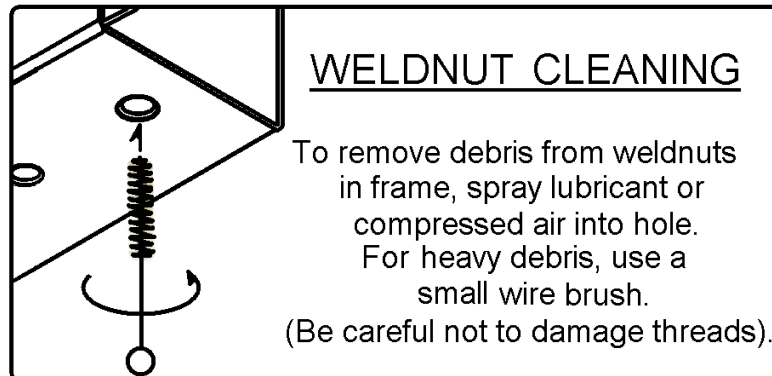 WELDNUT CLEANING
To remove debris from weldnuts
in frame, spray lubricant or
compressed air into hole.
For heavy debris, use a
small wire brush.
(Be careful not to damage threads).